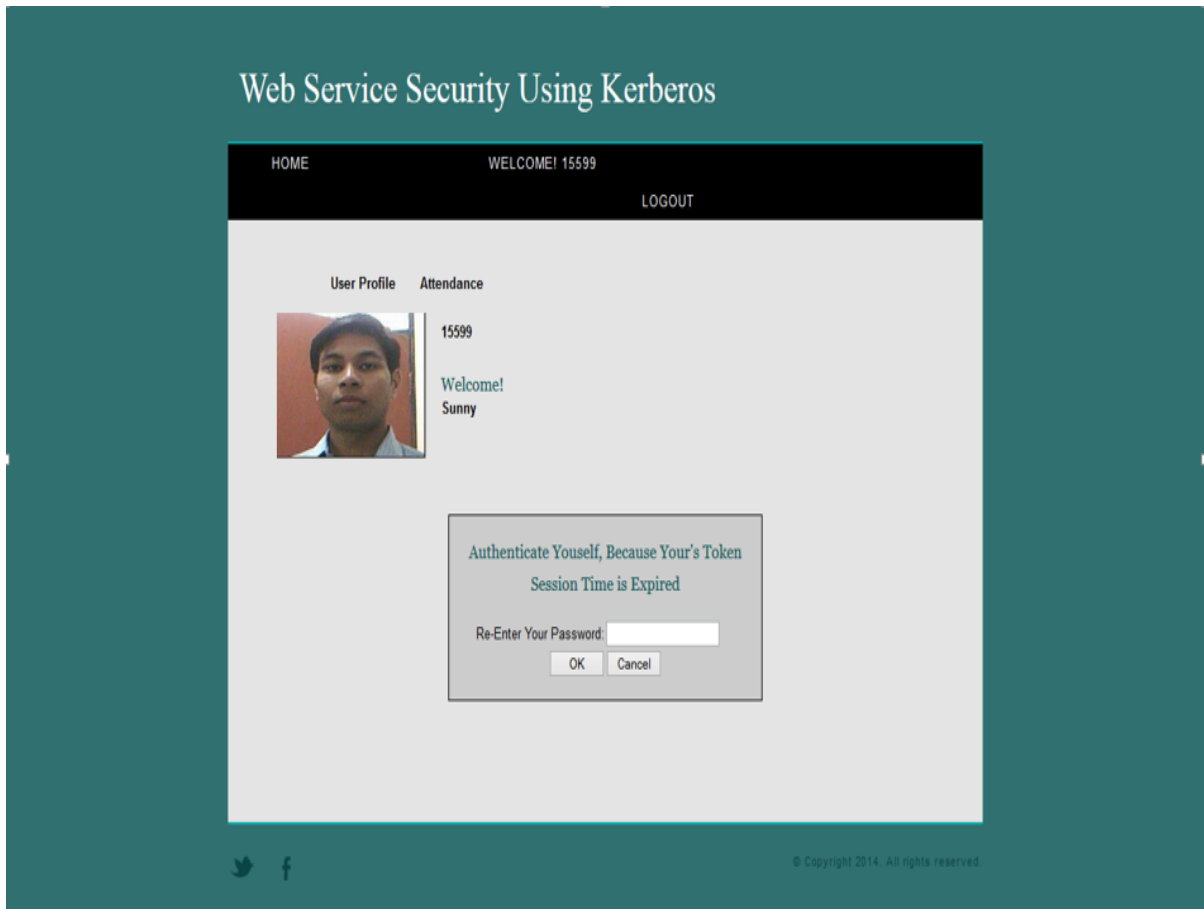 Web Service Security Using Kerberos
HOME
WELCOME! 15599
LOGOUT
User Profile
Attendance
15599
Welcome!
Sunny
Authenticate Youself, Because Your's Token
Session Time is Expired
Re-Enter Your Password:
OK
Cancel
© Copyright 2014. All rights reserved.